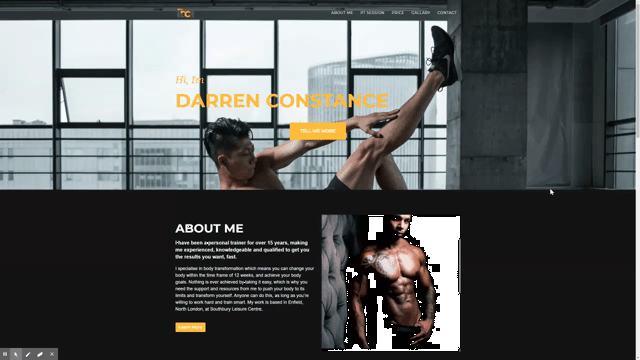 ABOUT ME PT SESSION PRICE GALLARY CONTACT
Hi, I'm
DARREN CONSTANCE
TELL ME MORE
ABOUT ME
I have been a personal trainer for over 15 years, making
me experienced, knowledgeable and qualified to get you
the results you want, fast.
I specialise in body transformation which means you can change your
body within the time frame of 12 weeks, and achieve your body
goals. Nothing is ever achieved by taking it easy, which is why you
need the support and resources from me to push your body to its
limits and transform yourself. Anyone can do this, as long as you're
willing to work hard and train smart. My work is based in Enfield,
North London, at Southbury Leisure Centre.